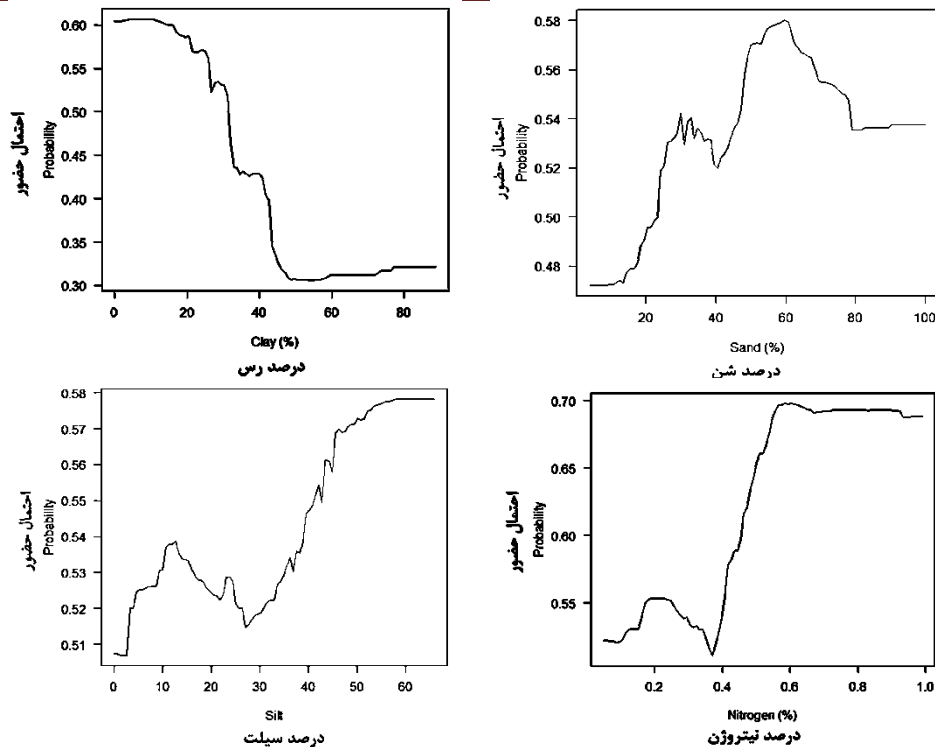 0.60
0.55
0.50
0.45
0.40
0.35
0.30
احتمال حضور
Probability
0 20 40 60 80
Clay (%)
درصد رس
0.58
0.56
0.54
0.52
0.50
0.48
احتمال حضور
Probability
20 40 60 80 100
Sand (%)
درصد شن
0.58
0.57
0.56
0.55
0.54
0.53
0.52
0.51
احتمال حضور
Probability
0 10 20 30 40 50 60
Silt
درصد سیلت
0.70
0.65
0.60
0.55
احتمال حضور
Probability
0.2 0.4 0.6 0.8 1.0
Nitrogen (%)
درصد نیتروژن